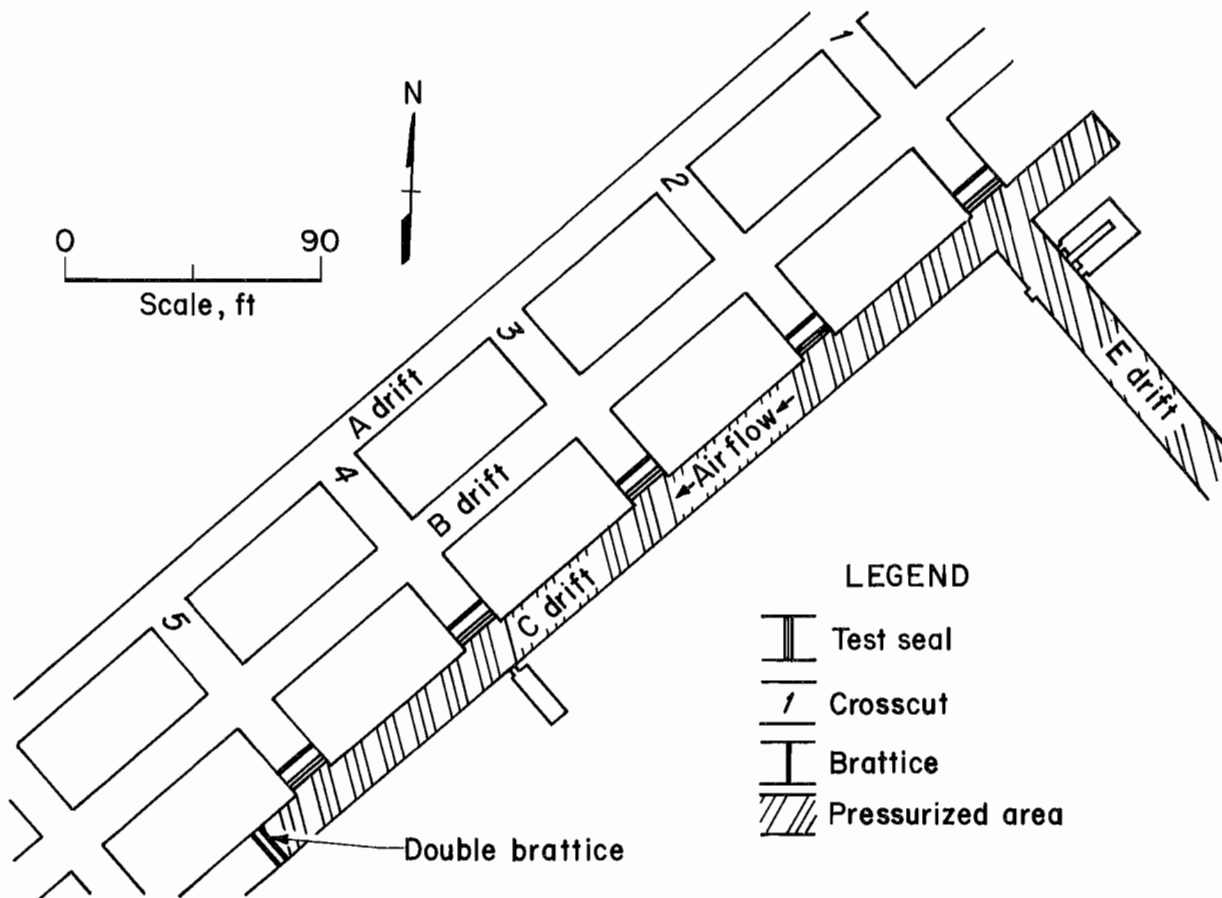 N
0 90
Scale, ft
1
2
3
4
5
A drift
B drift
C drift
Air flow
E drift
Double brattice
LEGEND
Test seal
1 Crosscut
Brattice
Pressurized area